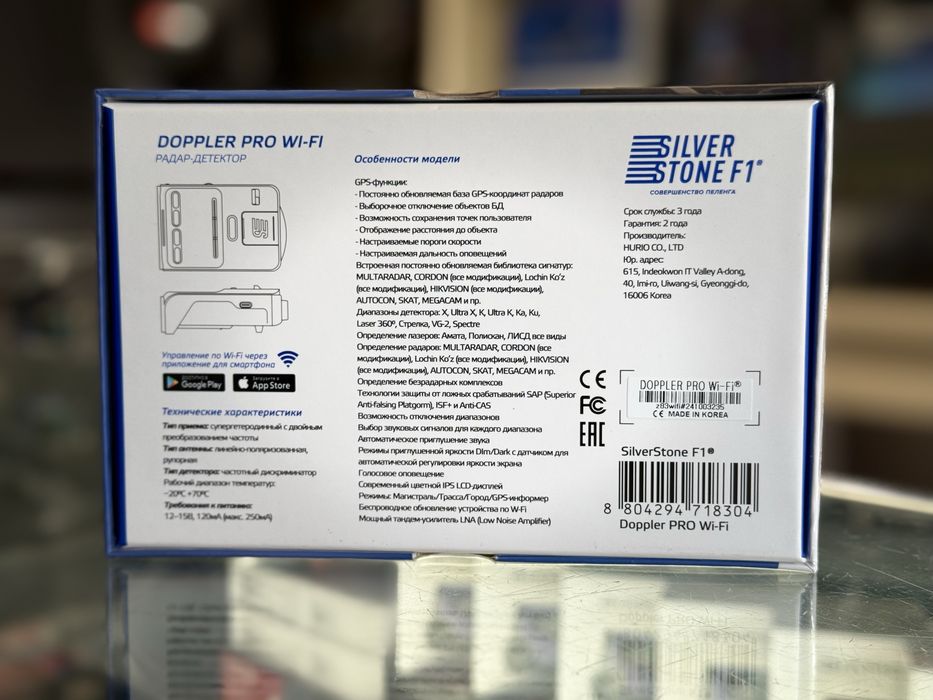 DOPPLER PRO WI-FI
РАДАР-ДЕТЕКТОР
Управление по Wi-Fi через
приложение для смартфона
ДОСТУПНО В
Google Play
Загрузите в
App Store
Технические характеристики
Тип приема: супергетеродинный с двойным
преобразованием частоты
Тип антенны: линейно-поляризованная,
рупорная
Тип детектора: частотный дискриминатор
Рабочий диапазон температур:
−20°C +70°C
Требования к питанию:
12–15В, 120мА (макс. 250мА)
Особенности модели
GPS-функции:
- Постоянно обновляемая база GPS-координат радаров
- Выборочное отключение объектов БД
- Возможность сохранения точек пользователя
- Отображение расстояния до объекта
- Настраиваемые пороги скорости
- Настраиваемая дальность оповещений
Встроенная постоянно обновляемая библиотека сигнатур:
MULTARADAR, CORDON (все модификации), Lochin Ko'z
(все модификации), HIKVISION (все модификации),
AUTOCON, SKAT, MEGACAM и пр.
Диапазоны детектора: X, Ultra X, K, Ultra K, Ka, Ku,
Laser 360º, Стрелка, VG-2, Spectre
Определение лазеров: Амата, Полискан, ЛИСД все виды
Определение радаров: MULTARADAR, CORDON (все
модификации), Lochin Ko'z (все модификации), HIKVISION
(все модификации), AUTOCON, SKAT, MEGACAM и пр.
Определение безрадарных комплексов
Технологии защиты от ложных срабатываний SAP (Superior
Anti-falsing Platgorm), ISF+ и Anti-CAS
Возможность отключения диапазонов
Выбор звуковых сигналов для каждого диапазона
Автоматическое приглушение звука
Режимы приглушенной яркости Dim/Dark с датчиком для
автоматической регулировки яркости экрана
Голосовое оповещение
Современный цветной IPS LCD-дисплей
Режимы: Магистраль/Трасса/Город/GPS-информер
Беспроводное обновление устройства по Wi-Fi
Мощный тандем-усилитель LNA (Low Noise Amplifier)
SILVER
STONE F1®
СОВЕРШЕНСТВО ПЕЛЕНГА
Срок службы: 3 года
Гарантия: 2 года
Производитель:
HURIO CO., LTD
Юр. адрес:
615, Indeokwon IT Valley A-dong,
40, Imi-ro, Uiwang-si, Gyeonggi-do,
16006 Korea
CE
FC
EAC
DOPPLER PRO Wi-Fi®
z83wifi#241003235
CE MADE IN KOREA
SilverStone F1®
8 804294 718304
Doppler PRO Wi-Fi